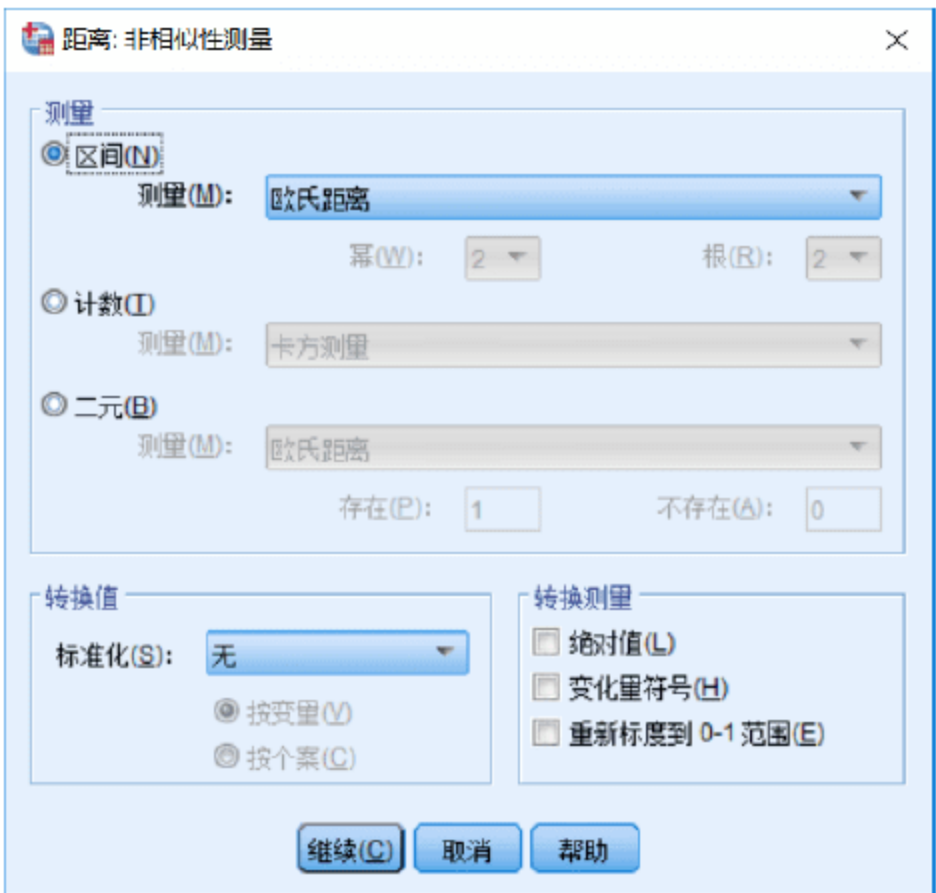 距离: 非相似性测量
测量
区间(N)
测量(M): 欧氏距离
幂(W): 2 根(R): 2
计数(T)
测量(M): 卡方测量
二元(B)
测量(M): 欧氏距离
存在(P): 1 不存在(A): 0
转换值
标准化(S): 无
按变量(V)
按个案(C)
转换测量
绝对值(L)
变化量符号(H)
重新标度到 0-1 范围(E)
继续(C) 取消 帮助